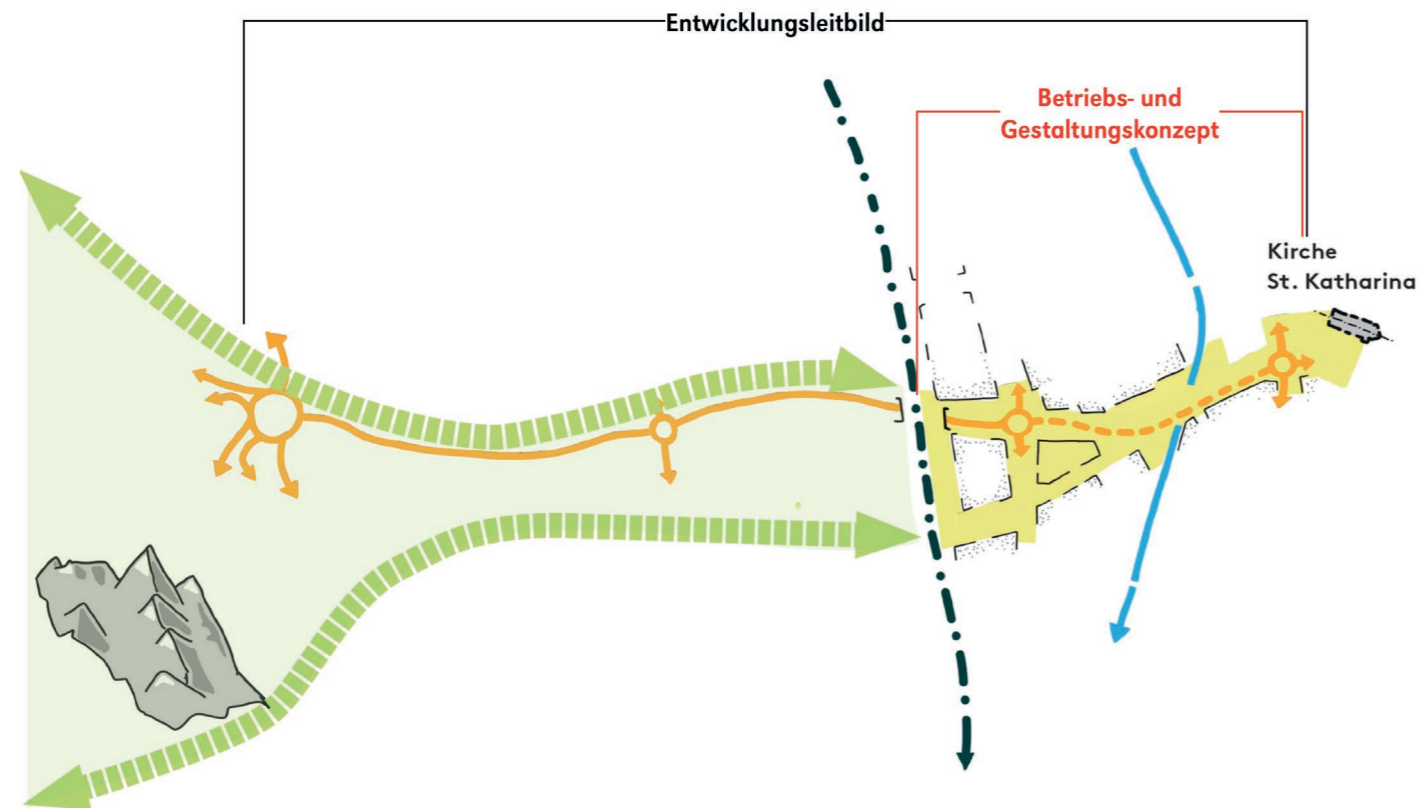 Entwicklungsleitbild
Betriebs- und
Gestaltungskonzept
Kirche
St. Katharina